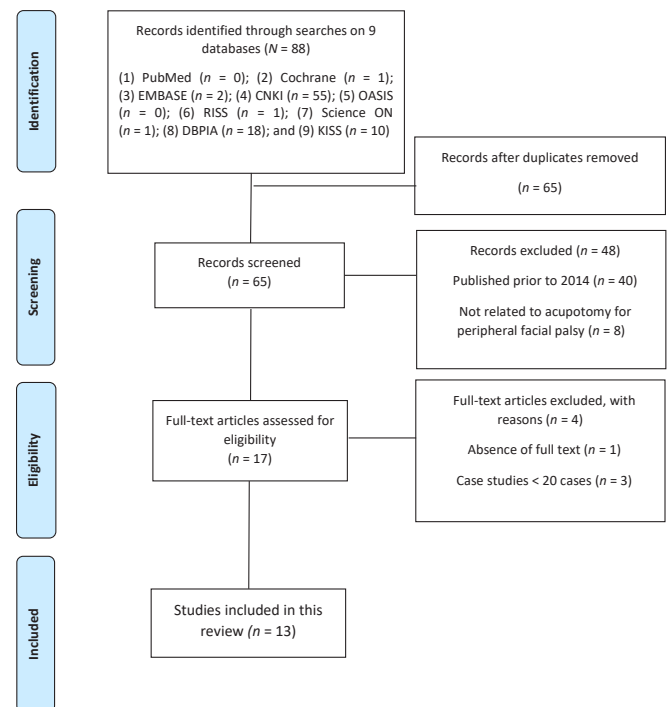 Identification
Records identified through searches on 9
databases (N = 88)
(1) PubMed (n = 0); (2) Cochrane (n = 1);
(3) EMBASE (n = 2); (4) CNKI (n = 55); (5) OASIS
(n = 0); (6) RISS (n = 1); (7) Science ON
(n = 1); (8) DBPIA (n = 18); and (9) KISS (n = 10)
Records after duplicates removed
(n = 65)
Screening
Records screened
(n = 65)
Records excluded (n = 48)
Published prior to 2014 (n = 40)
Not related to acupotomy for
peripheral facial palsy (n = 8)
Eligibility
Full-text articles assessed for
eligibility
(n = 17)
Full-text articles excluded, with
reasons (n = 4)
Absence of full text (n = 1)
Case studies < 20 cases (n = 3)
Included
Studies included in this
review (n = 13)